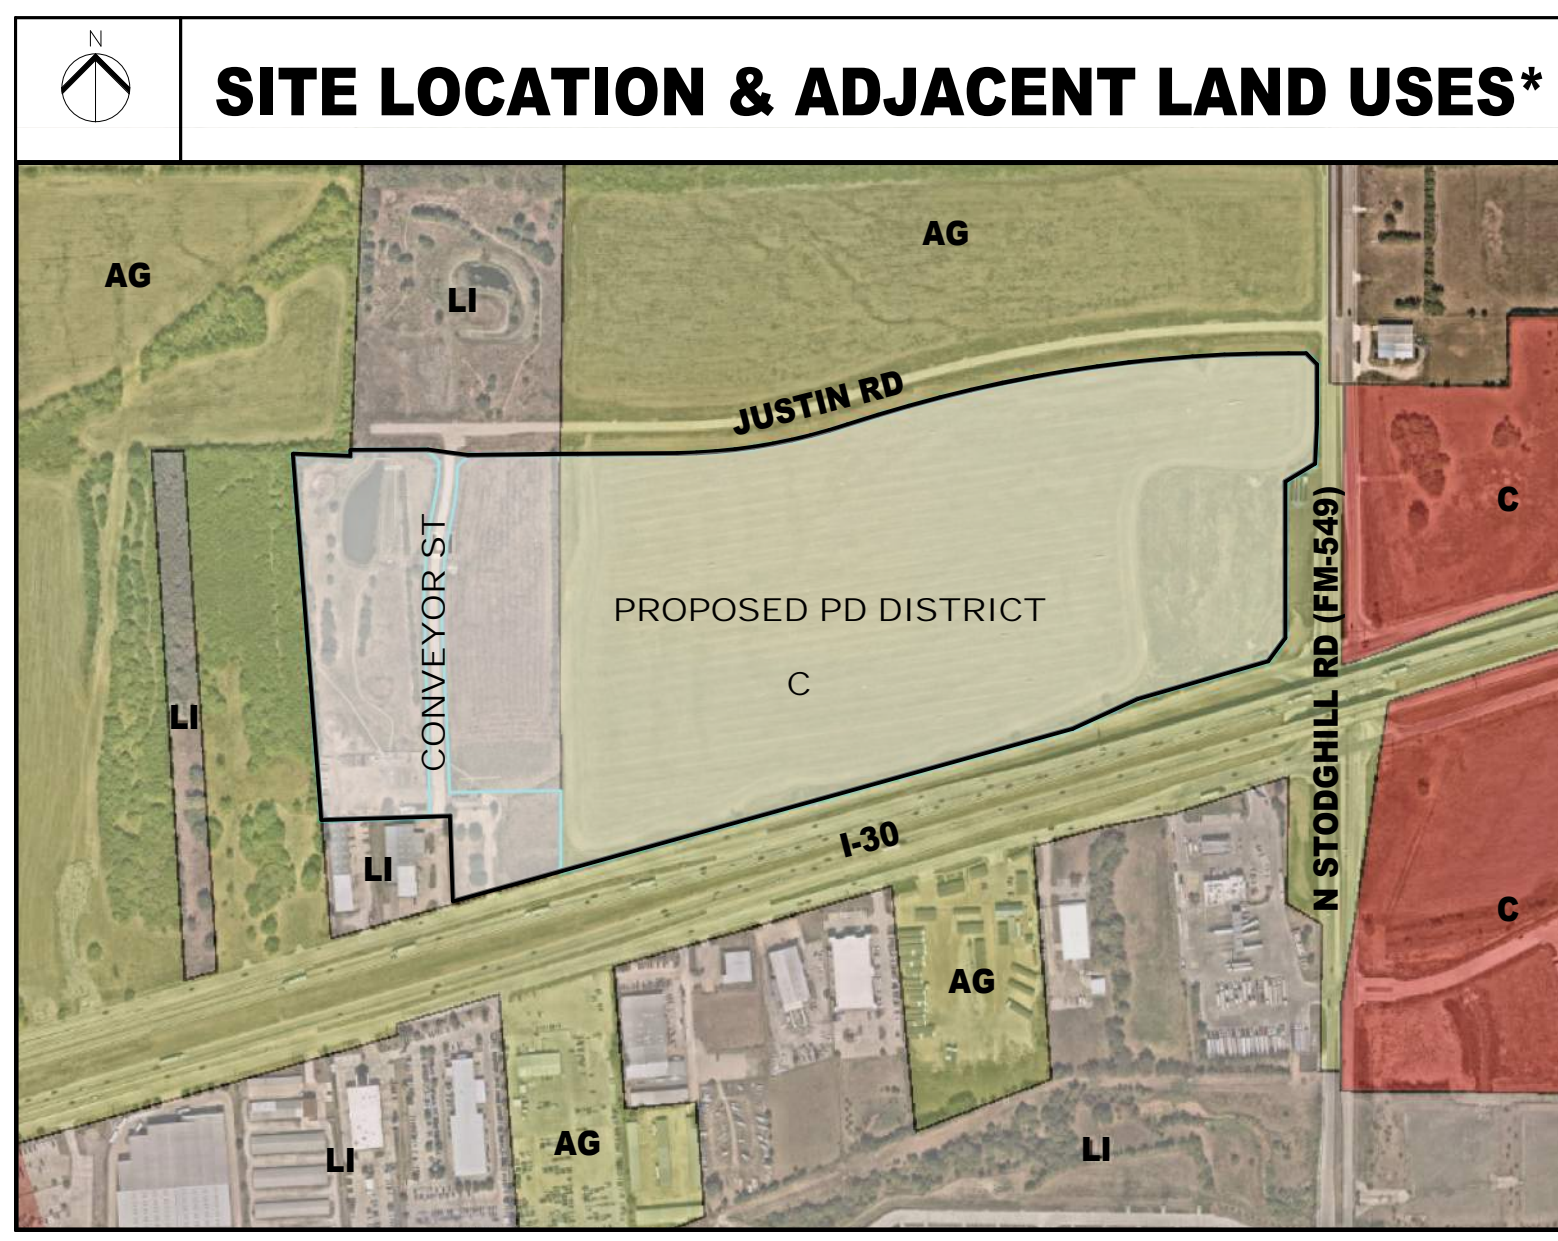 N
SITE LOCATION & ADJACENT LAND USES*
AG
AG
LI
JUSTIN RD
C
CONVEYOR ST
PROPOSED PD DISTRICT
C
N STODGHILL RD (FM-549)
LI
I-30
LI
C
AG
AG
LI
LI